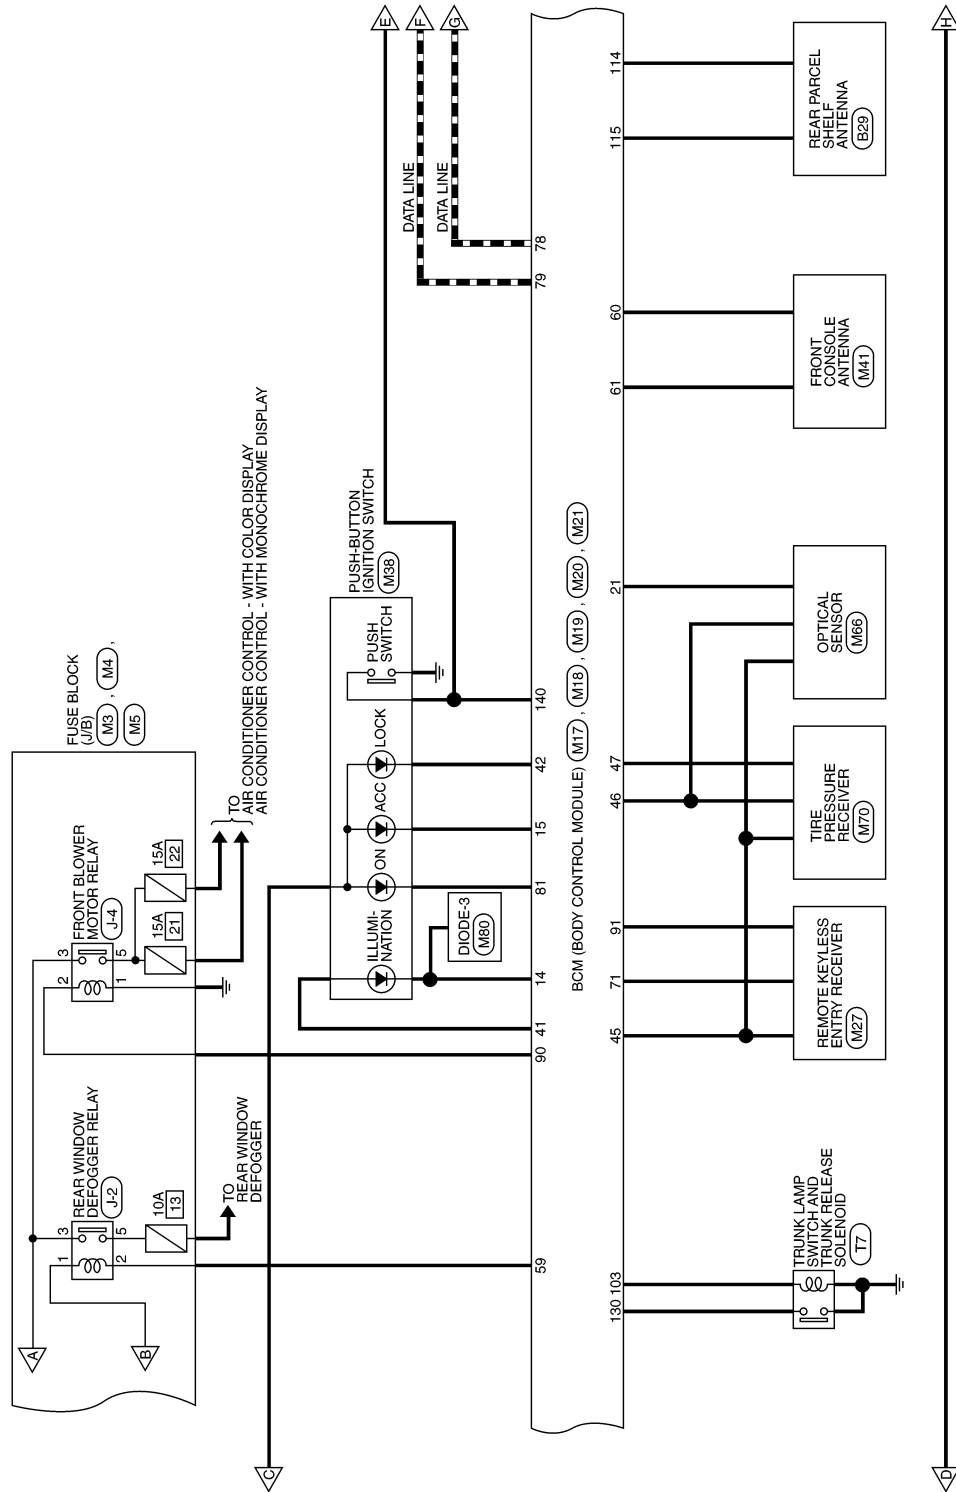 A
B
REAR WINDOW
DEFOGGER RELAY
J-2
1
3
2
5
10A
13
TO
REAR WINDOW
DEFOGGER
FRONT BLOWER
MOTOR RELAY
J-4
2
3
1
5
15A
21
15A
22
FUSE BLOCK
(J/B)
M3 , M4 ,
M5
TO
AIR CONDITIONER CONTROL - WITH COLOR DISPLAY
AIR CONDITIONER CONTROL - WITH MONOCHROME DISPLAY
C
ILLUMI-
NATION
ON
ACC
LOCK
PUSH
SWITCH
PUSH-BUTTON
IGNITION SWITCH
M38
DIODE-3
M80
E
F
G
DATA LINE
DATA LINE
59
90
41
14
81
15
42
140
79
78
BCM (BODY CONTROL MODULE) M17 , M18 , M19 , M20 , M21
130
103
45
71
91
46
47
21
61
60
115
114
TRUNK LAMP
SWITCH AND
TRUNK RELEASE
SOLENOID
T7
REMOTE KEYLESS
ENTRY RECEIVER
M27
TIRE
PRESSURE
RECEIVER
M70
OPTICAL
SENSOR
M66
FRONT
CONSOLE
ANTENNA
M41
REAR PARCEL
SHELF
ANTENNA
B29
D
H